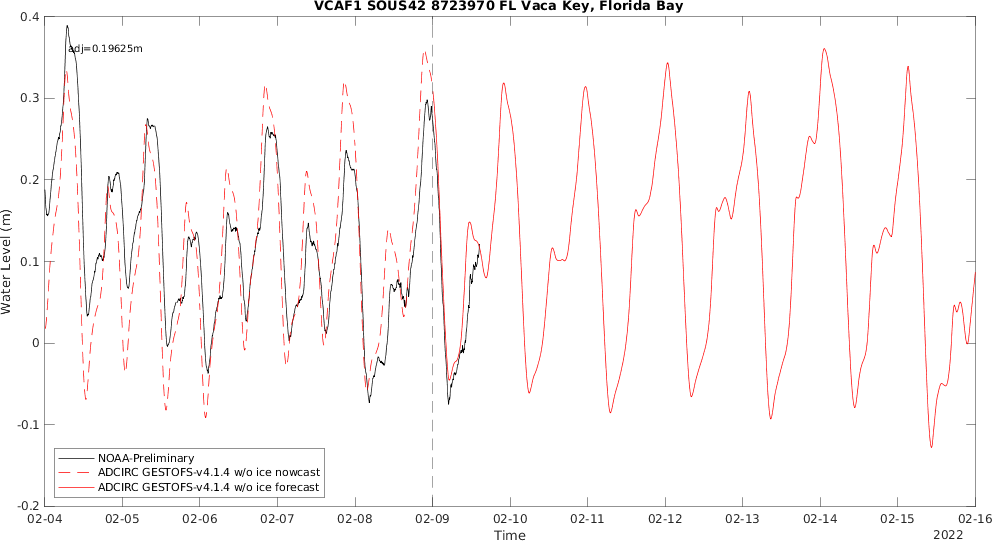 VCAF1 SOUS42 8723970 FL Vaca Key, Florida Bay
adj=0.19625m
0.4
0.3
0.2
0.1
0
-0.1
-0.2
Water Level (m)
NOAA-Preliminary
ADCIRC GESTOFS-v4.1.4 w/o ice nowcast
ADCIRC GESTOFS-v4.1.4 w/o ice forecast
02-04 02-05 02-06 02-07 02-08 02-09 02-10 02-11 02-12 02-13 02-14 02-15 02-16
Time
2022